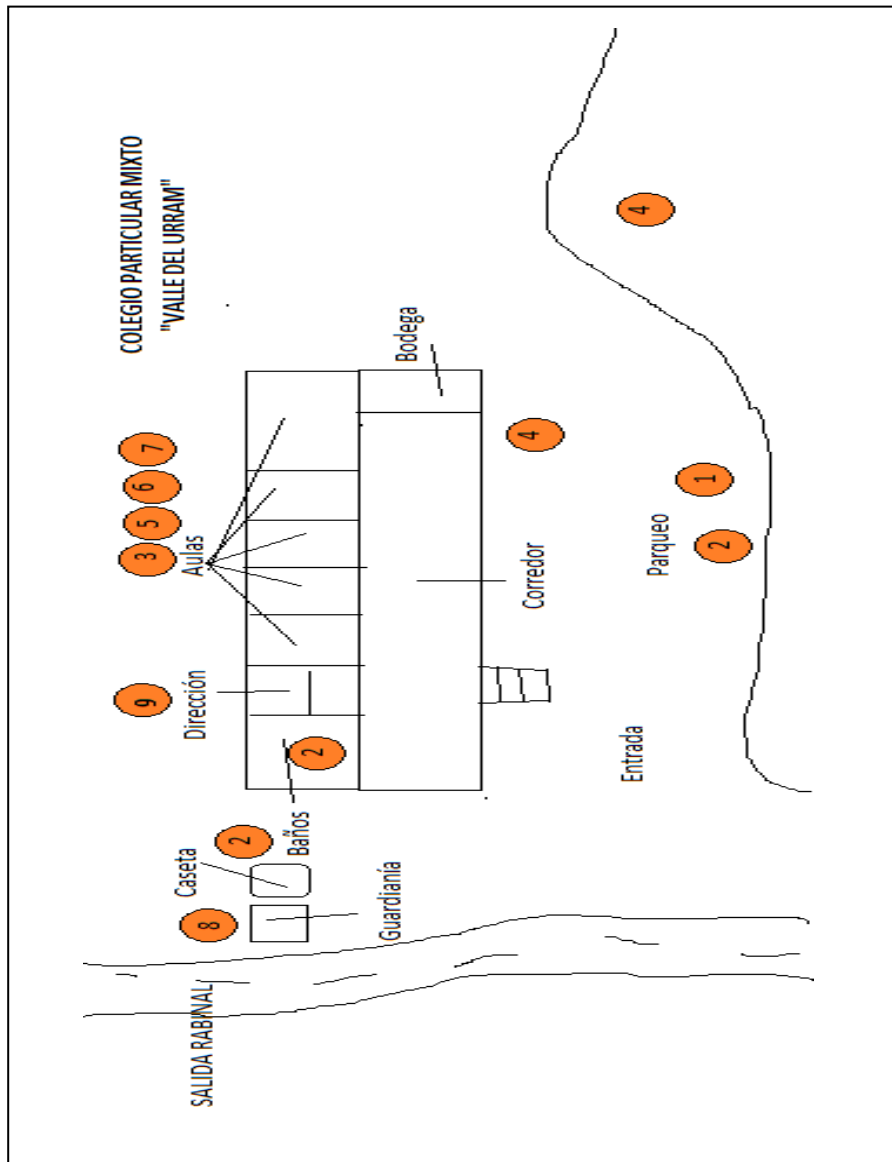 COLEGIO PARTICULAR MIXTO
"VALLE DEL URRAM"
9
3
5
6
7
SALIDA RABINAL
8
Caseta
Dirección
Aulas
2
Baños
2
Guardianía
Bodega
Corredor
4
Entrada
Parqueo
4
2
1